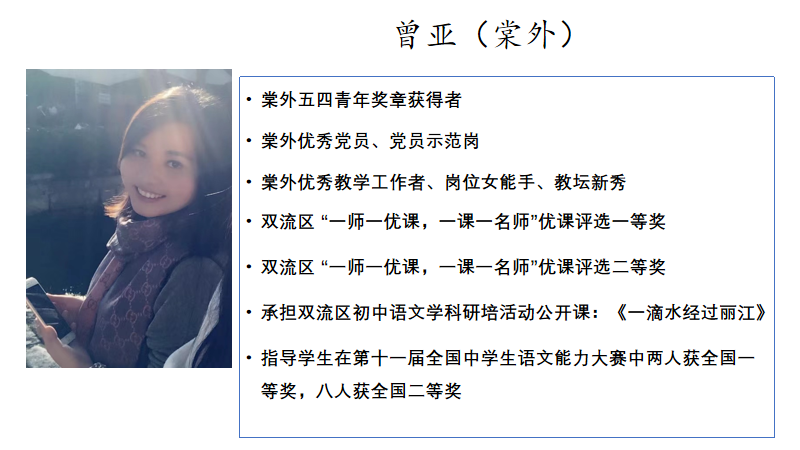 曾亚（棠外）
• 棠外五四青年奖章获得者
• 棠外优秀党员、党员示范岗
• 棠外优秀教学工作者、岗位女能手、教坛新秀
• 双流区 “一师一优课，一课一名师”优课评选一等奖
• 双流区 “一师一优课，一课一名师”优课评选二等奖
• 承担双流区初中语文学科研培活动公开课：《一滴水经过丽江》
• 指导学生在第十一届全国中学生语文能力大赛中两人获全国一
等奖，八人获全国二等奖